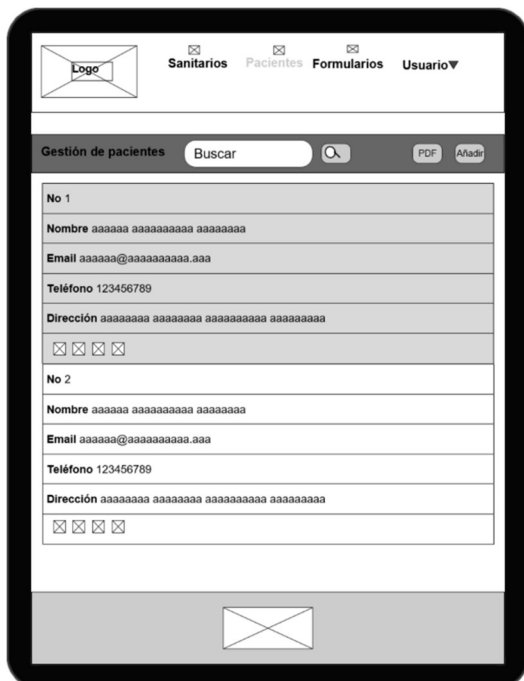 Logo
Sanitarios Pacientes Formularios Usuario▼
Gestión de pacientes Buscar PDF Añadir
No 1
Nombre aaaaaa aaaaaaaaaa aaaaaaaa
Email aaaaaa@aaaaaaaaaa.aaa
Teléfono 123456789
Dirección aaaaaaaa aaaaaaaa aaaaaaaaaa aaaaaaaaa
No 2
Nombre aaaaaa aaaaaaaaaa aaaaaaaa
Email aaaaaa@aaaaaaaaaa.aaa
Teléfono 123456789
Dirección aaaaaaaa aaaaaaaa aaaaaaaaaa aaaaaaaaa